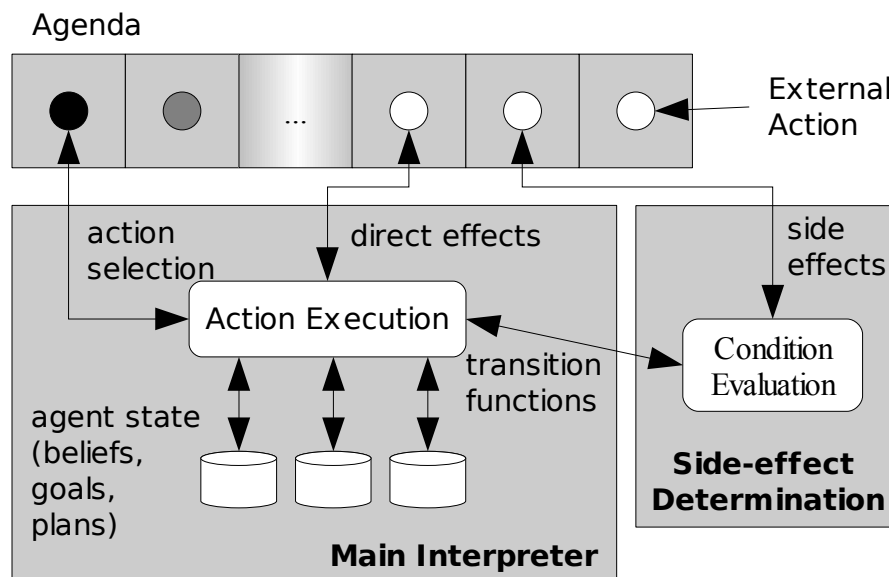 Agenda
...
External
Action
action
selection
direct effects
side
effects
Action Execution
transition
functions
Condition
Evaluation
agent state
(beliefs,
goals,
plans)
Side-effect
Determination
Main Interpreter